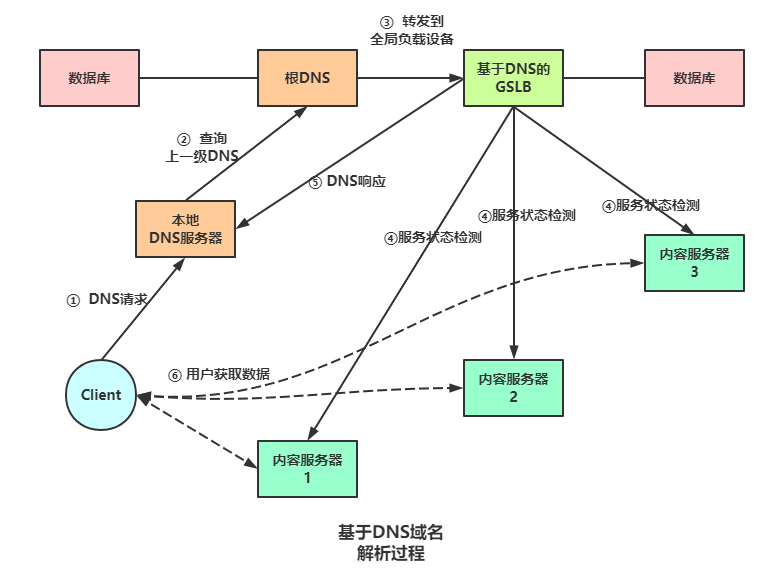 ③ 转发到
全局负载设备
数据库
根DNS
基于DNS的
GSLB
数据库
② 查询
上一级DNS
⑤ DNS响应
本地
DNS服务器
④服务状态检测
④服务状态检测
④服务状态检测
内容服务器
3
① DNS请求
⑥ 用户获取数据
Client
内容服务器
2
内容服务器
1
基于DNS域名
解析过程